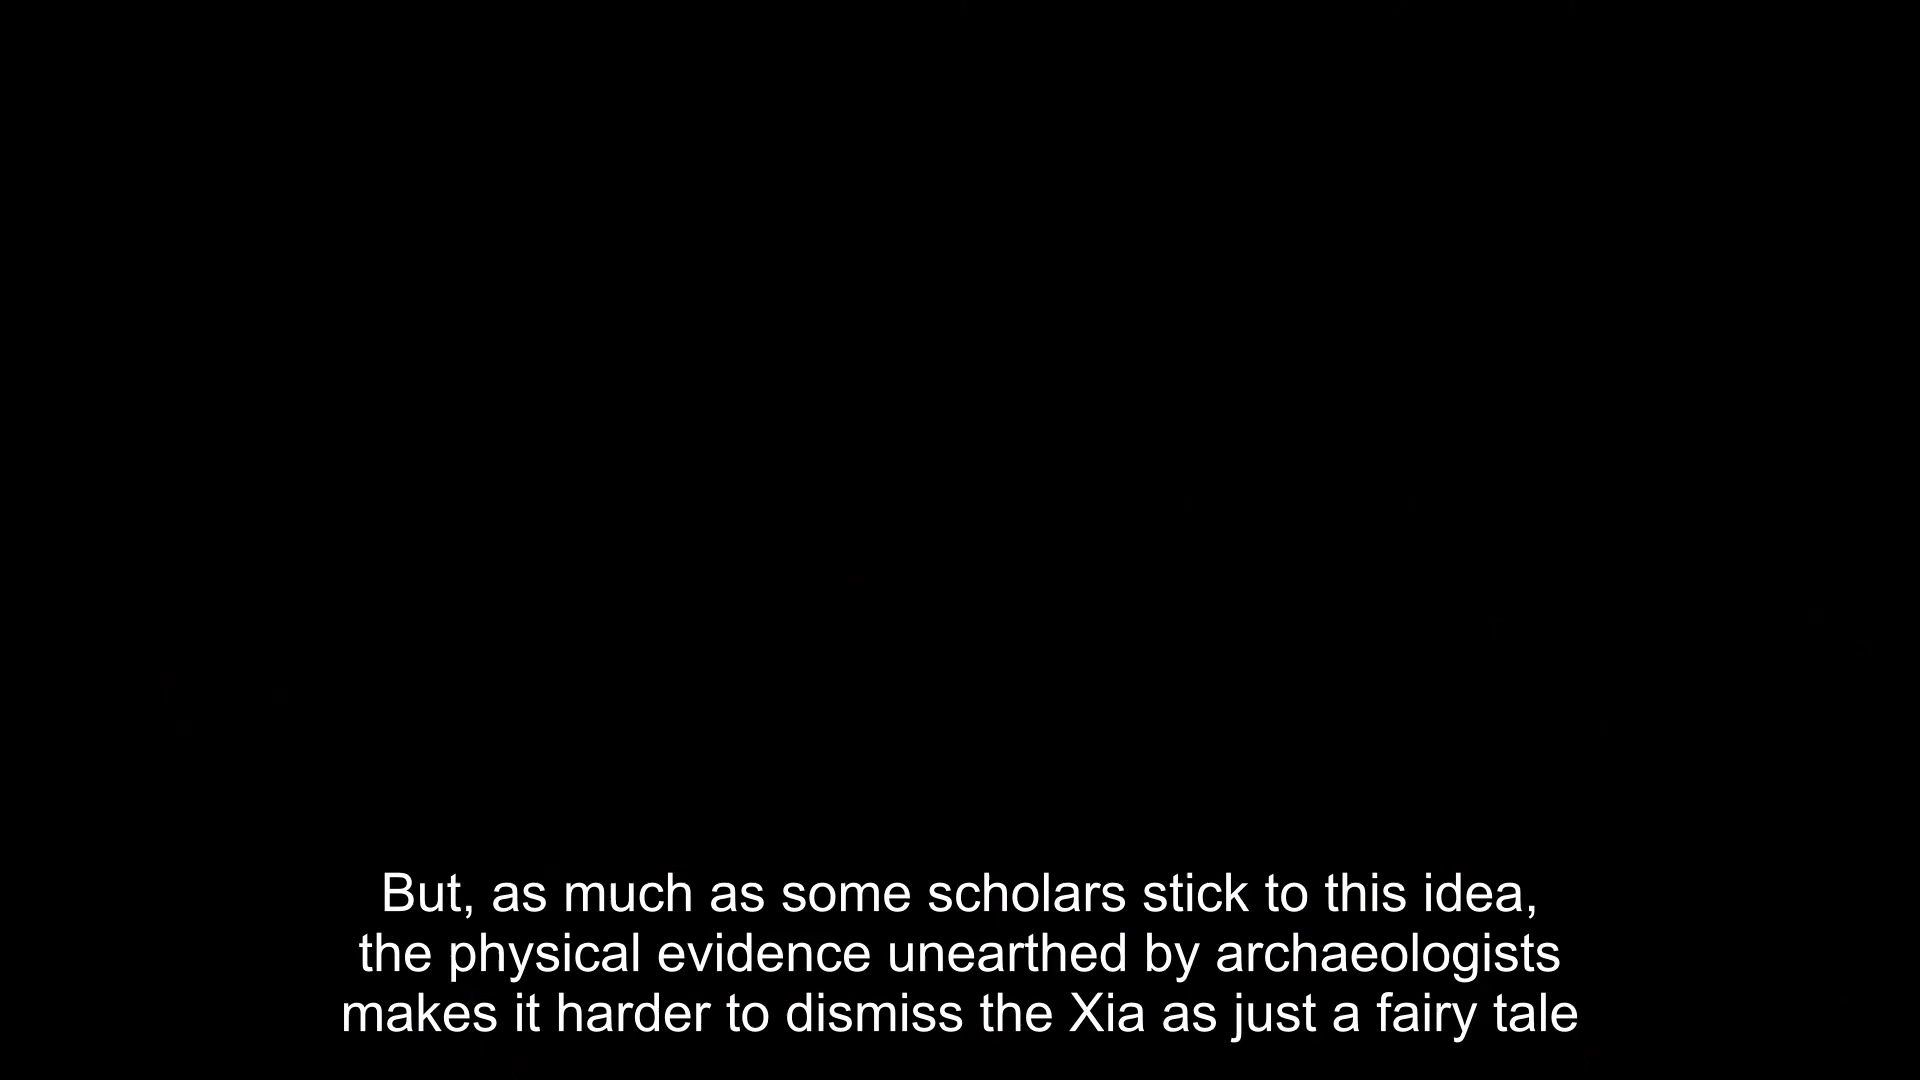 But, as much as some scholars stick to this idea,
the physical evidence unearthed by archaeologists
makes it harder to dismiss the Xia as just a fairy tale